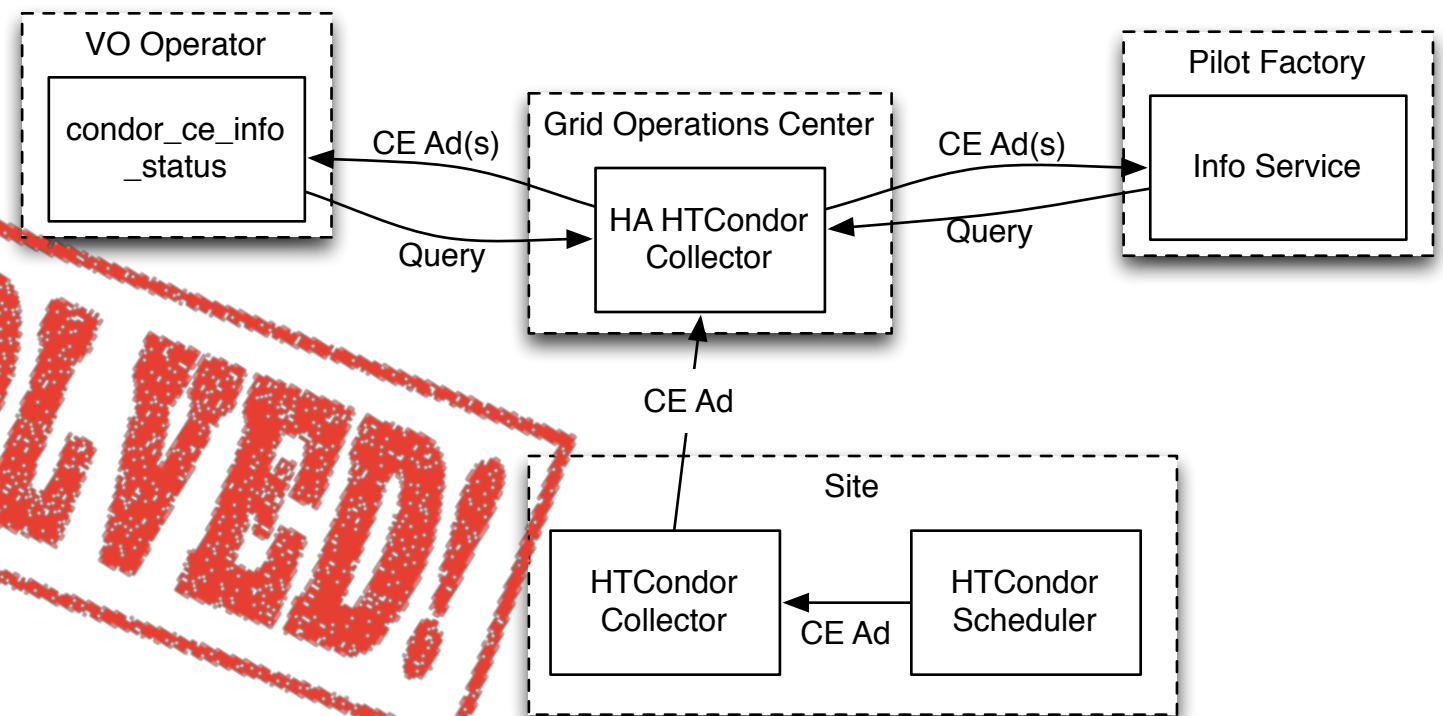 VO Operator
condor_ce_info
_status
CE Ad(s)
Query
Grid Operations Center
HA HTCondor
Collector
CE Ad(s)
Query
Pilot Factory
Info Service
CE Ad
Site
HTCondor
Collector
CE Ad
HTCondor
Scheduler
LVED!